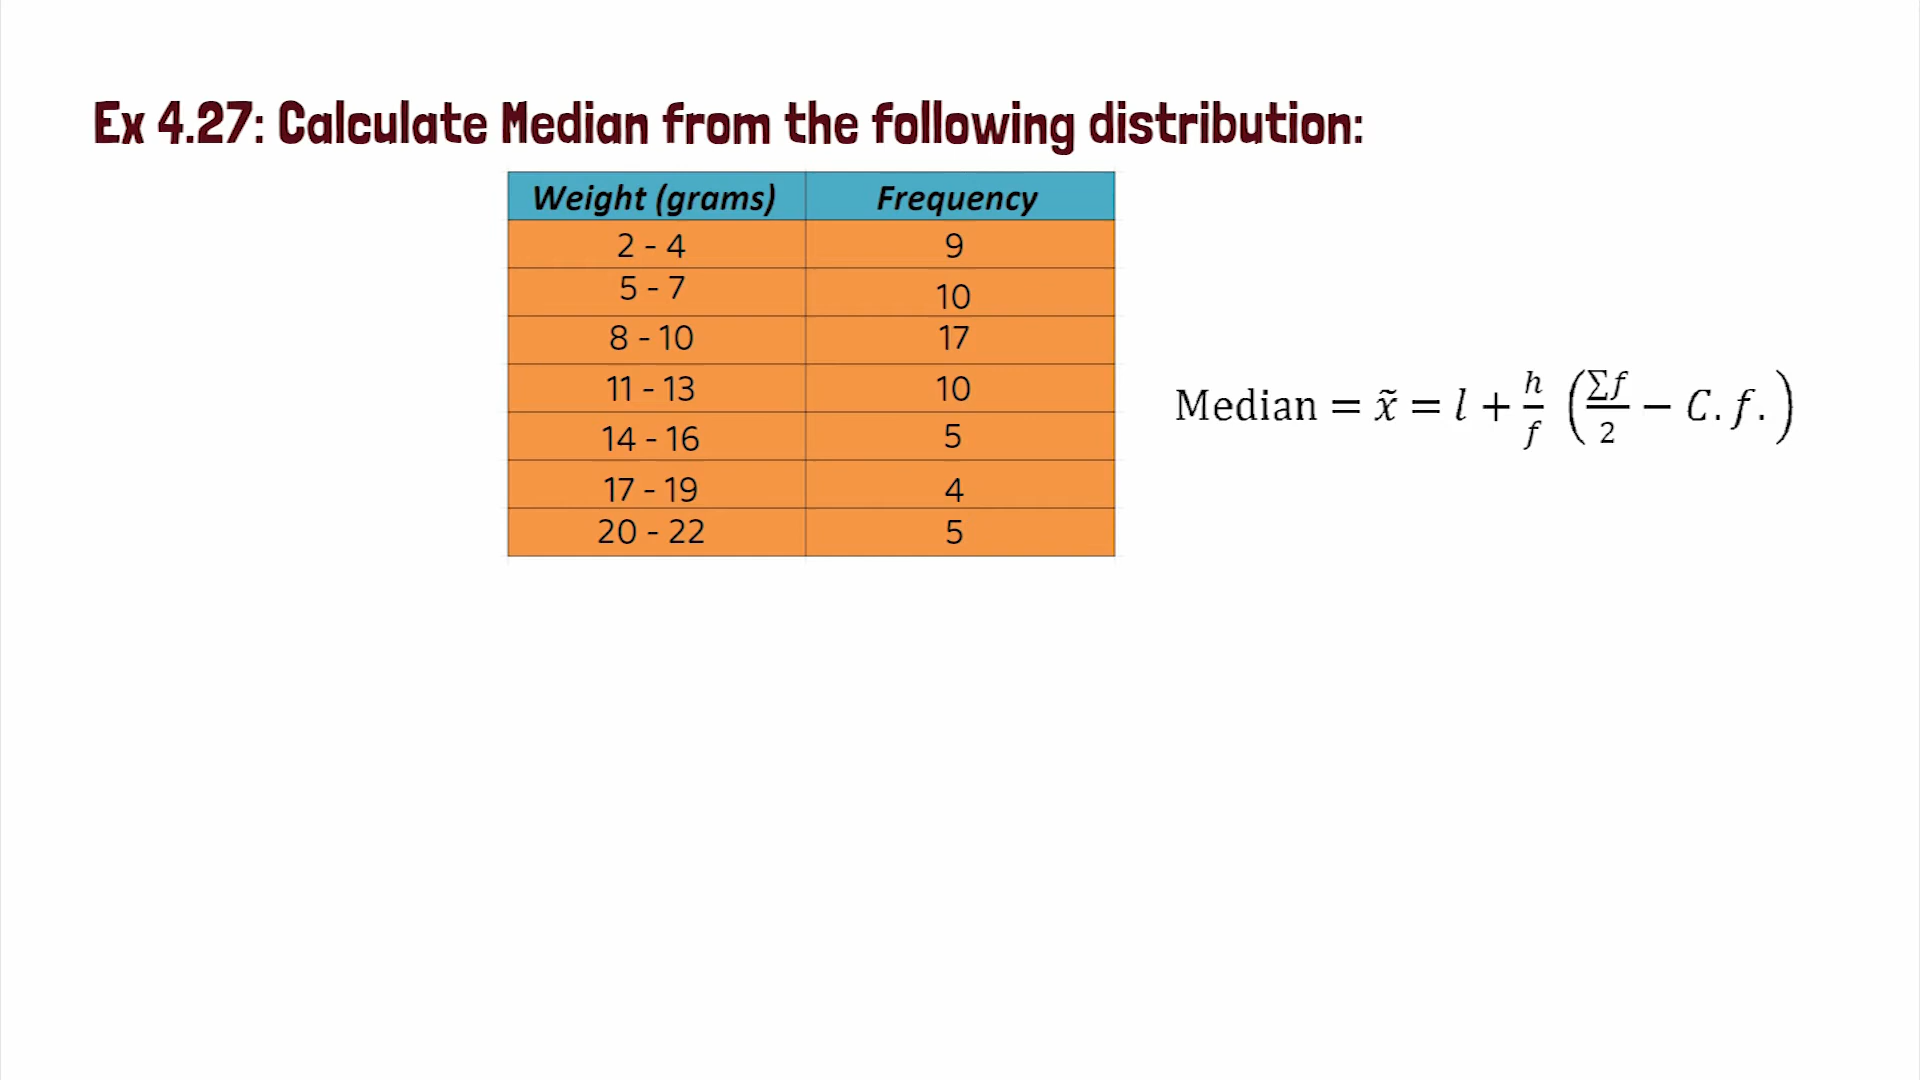 Ex 4.27: Calculate Median from the following distribution:
Weight (grams) Frequency
2 - 4 9
5 - 7 10
8 - 10 17
11 - 13 10
14 - 16 5
17 - 19 4
20 - 22 5
Median = x̃ = l + h/f (∑f/2 − C.f.)